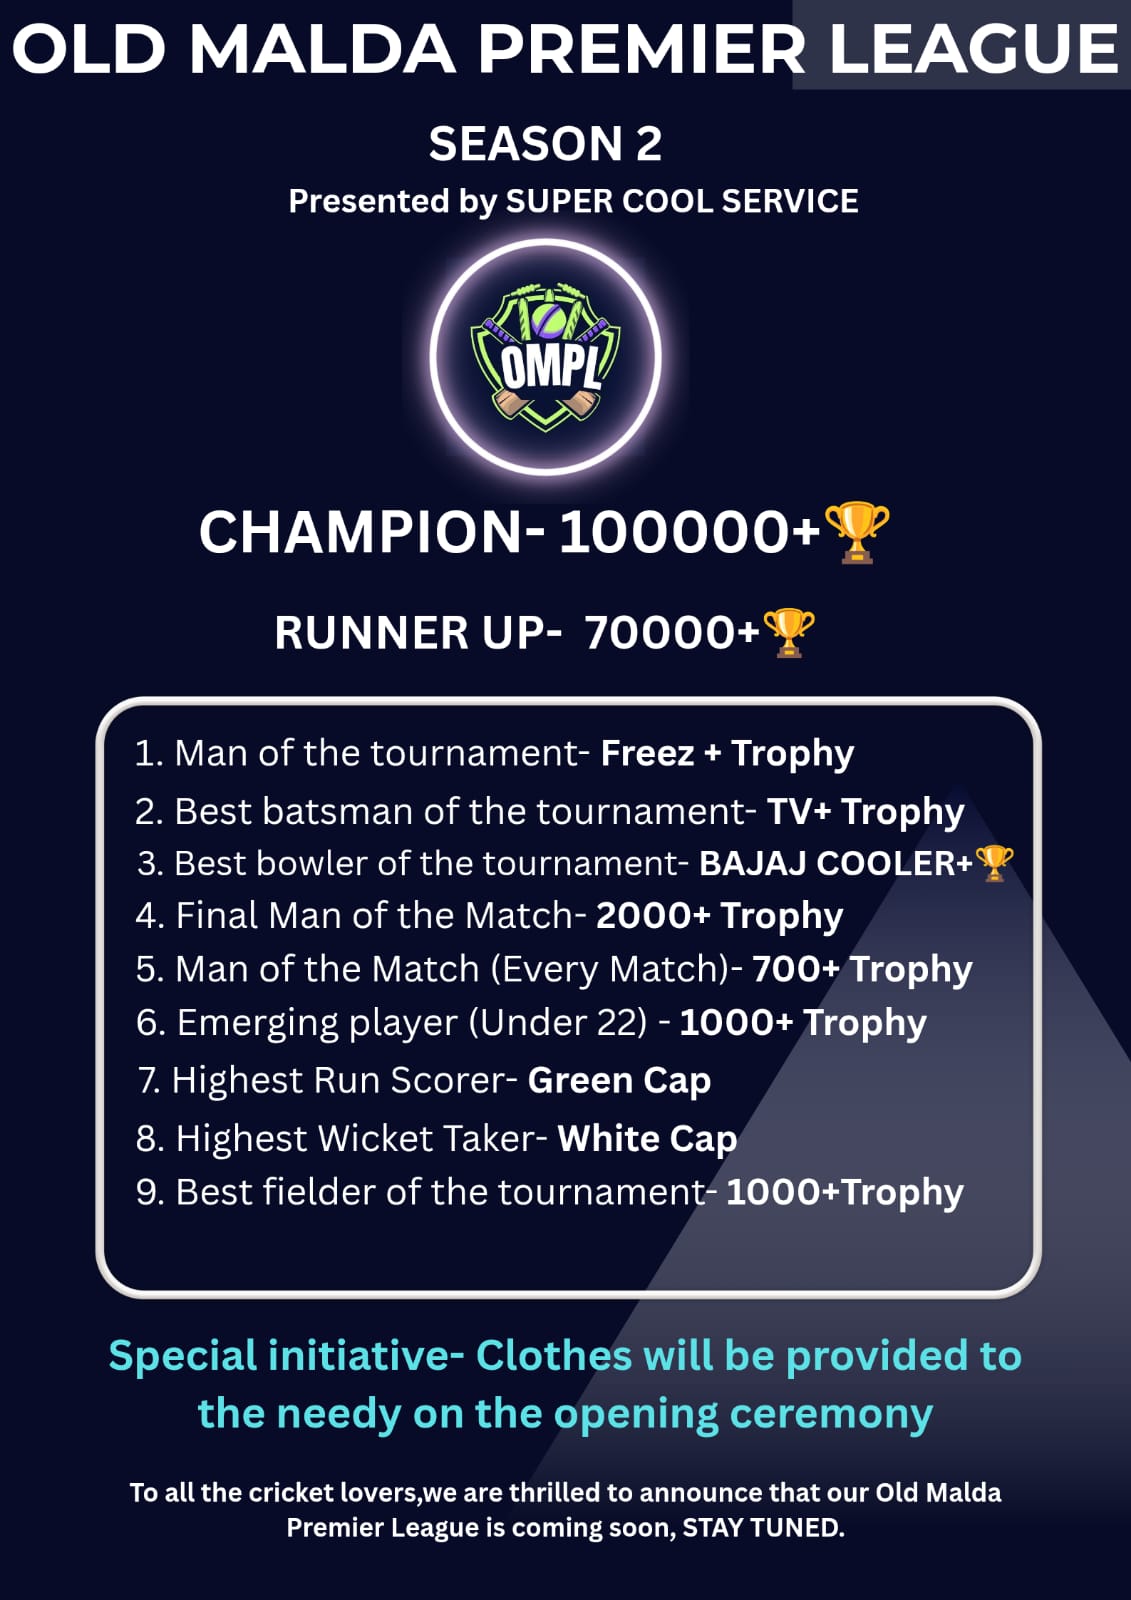 OLD MALDA PREMIER LEAGUE
SEASON 2
Presented by SUPER COOL SERVICE
OMPL
CHAMPION- 100000+🏆
RUNNER UP- 70000+🏆
1. Man of the tournament- Freez + Trophy
2. Best batsman of the tournament- TV+ Trophy
3. Best bowler of the tournament- BAJAJ COOLER+🏆
4. Final Man of the Match- 2000+ Trophy
5. Man of the Match (Every Match)- 700+ Trophy
6. Emerging player (Under 22) - 1000+ Trophy
7. Highest Run Scorer- Green Cap
8. Highest Wicket Taker- White Cap
9. Best fielder of the tournament- 1000+Trophy
Special initiative- Clothes will be provided to
the needy on the opening ceremony
To all the cricket lovers,we are thrilled to announce that our Old Malda
Premier League is coming soon, STAY TUNED.